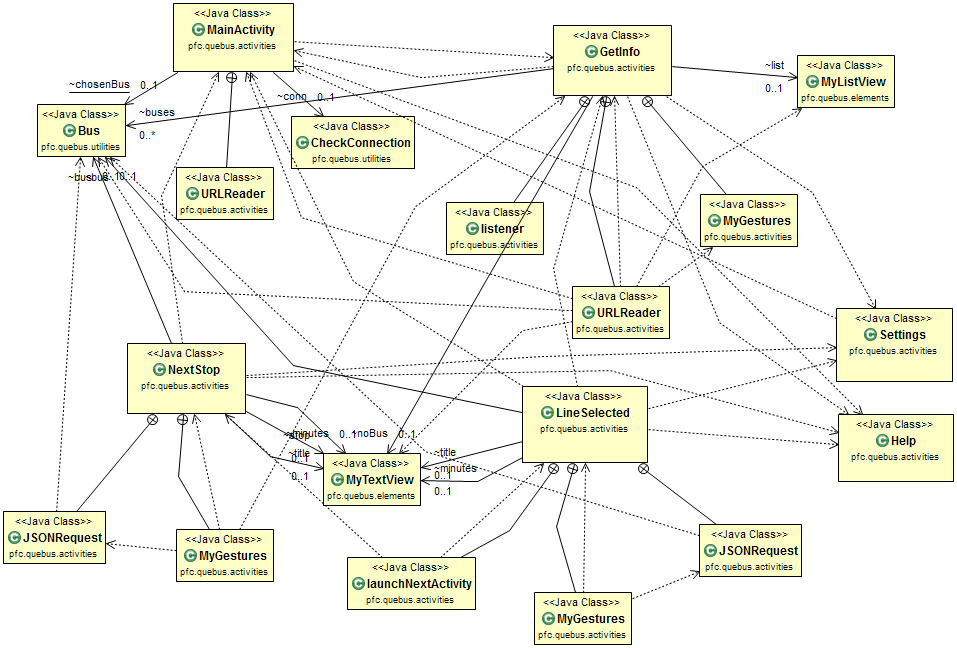 <<Java Class>>
MainActivity
pfc.quebus.activities
<<Java Class>>
GetInfo
pfc.quebus.activities
<<Java Class>>
MyListView
pfc.quebus.elements
~list
0..1
~chosenBus 0..1
~conn 0..1
~buses
0..*
<<Java Class>>
Bus
pfc.quebus.utilities
<<Java Class>>
CheckConnection
pfc.quebus.utilities
<<Java Class>>
URLReader
pfc.quebus.activities
<<Java Class>>
listener
pfc.quebus.activities
<<Java Class>>
MyGestures
pfc.quebus.activities
<<Java Class>>
URLReader
pfc.quebus.activities
<<Java Class>>
Settings
pfc.quebus.activities
<<Java Class>>
NextStop
pfc.quebus.activities
<<Java Class>>
LineSelected
pfc.quebus.activities
<<Java Class>>
Help
pfc.quebus.activities
~minutes 0..1
~noBus 0..1
~title
0..1
0..1
~title
0..1
~minutes
0..1
<<Java Class>>
MyTextView
pfc.quebus.elements
<<Java Class>>
JSONRequest
pfc.quebus.activities
<<Java Class>>
MyGestures
pfc.quebus.activities
<<Java Class>>
launchNextActivity
pfc.quebus.activities
<<Java Class>>
JSONRequest
pfc.quebus.activities
<<Java Class>>
MyGestures
pfc.quebus.activities